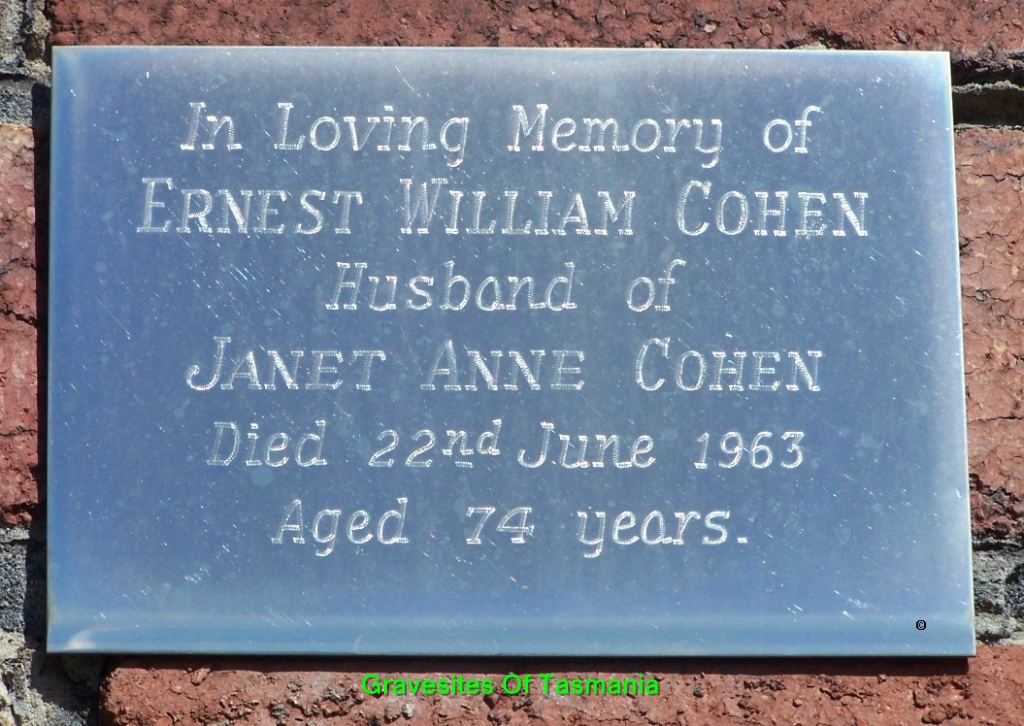 In Loving Memory of
ERNEST WILLIAM COHEN
Husband of
JANET ANNE COHEN
Died 22nd June 1963
Aged 74 years.
©
Gravesites Of Tasmania